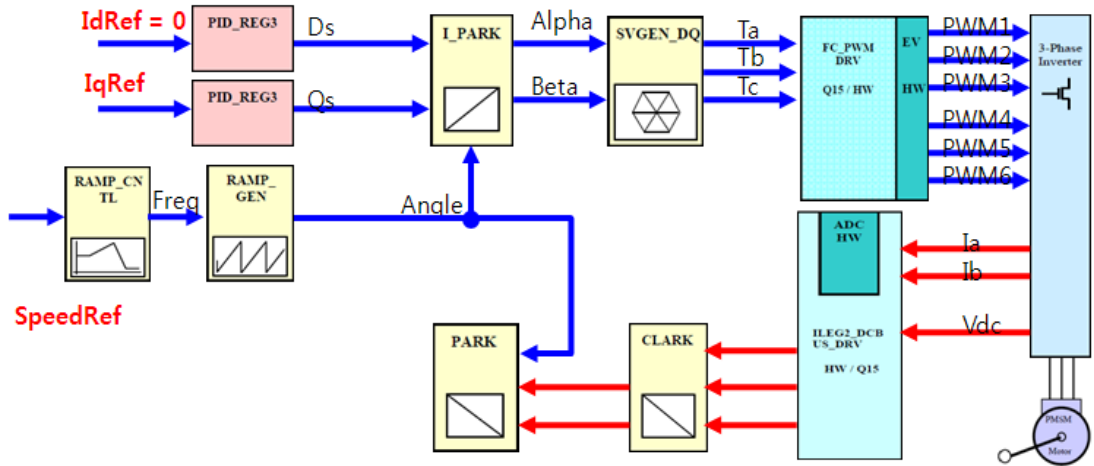 IdRef = 0
PID_REG3
Ds
IqRef
PID_REG3
Qs
I_PARK
Alpha
Beta
SVGEN_DQ
Ta
Tb
Tc
FC_PWM
DRV
Q15 / HW
EV
HW
PWM1
PWM2
PWM3
PWM4
PWM5
PWM6
3-Phase
Inverter
RAMP_CN
TL
Freq
RAMP_
GEN
Angle
SpeedRef
ADC
HW
Ia
Ib
Vdc
ILEG2_DCB
US_DRV
HW / Q15
PARK
CLARK
PMSM
Motor